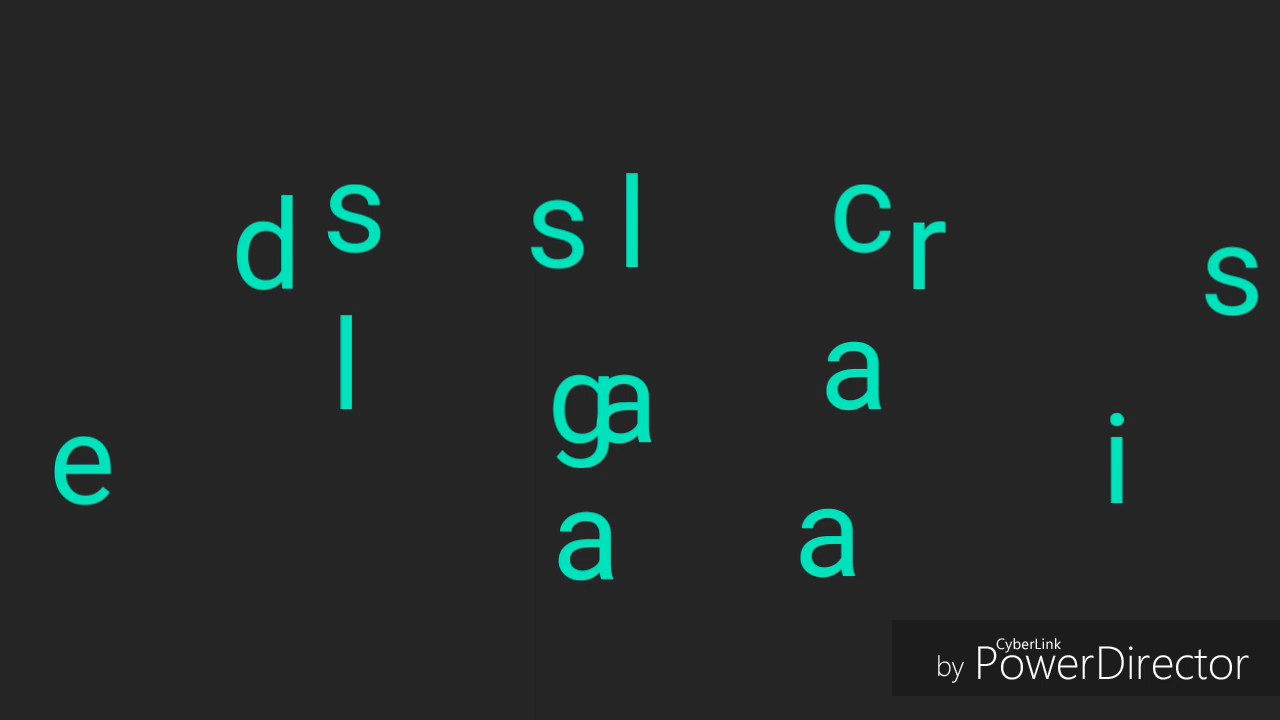 d s s l c r s
l g a a
e i
a a
CyberLink
by PowerDirector